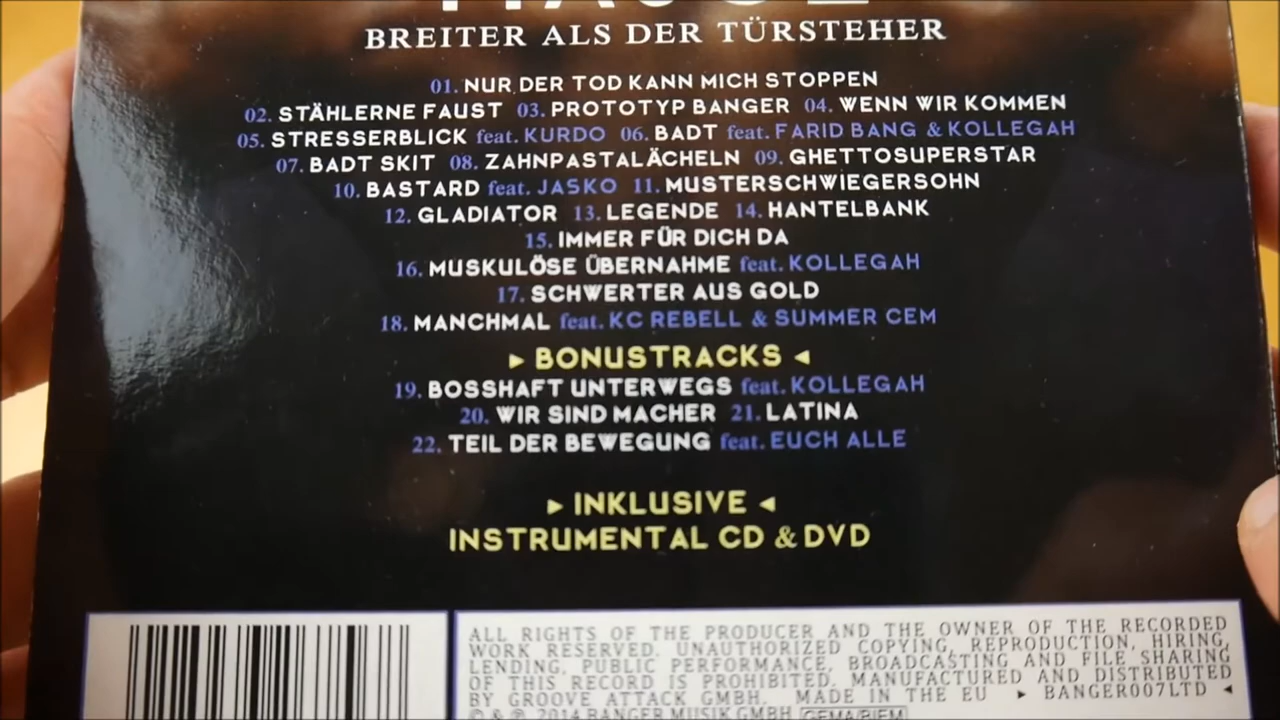 BREITER ALS DER TÜRSTEHER
01. NUR DER TOD KANN MICH STOPPEN
02. STÄHLERNE FAUST 03. PROTOTYP BANGER 04. WENN WIR KOMMEN
05. STRESSERBLICK feat. KURDO 06. BADT feat. FARID BANG & KOLLEGAH
07. BADT SKIT 08. ZAHNPASTALÄCHELN 09. GHETTOSUPERSTAR
10. BASTARD feat. JASKO 11. MUSTERSCHWIEGERSOHN
12. GLADIATOR 13. LEGENDE 14. HANTELBANK
15. IMMER FÜR DICH DA
16. MUSKULÖSE ÜBERNAHME feat. KOLLEGAH
17. SCHWERTER AUS GOLD
18. MANCHMAL feat. KC REBELL & SUMMER CEM
▸ BONUSTRACKS ◂
19. BOSSHAFT UNTERWEGS feat. KOLLEGAH
20. WIR SIND MACHER 21. LATINA
22. TEIL DER BEWEGUNG feat. EUCH ALLE
▸ INKLUSIVE ◂
INSTRUMENTAL CD & DVD
ALL RIGHTS OF THE PRODUCER AND THE OWNER OF THE RECORDED
WORK RESERVED. UNAUTHORIZED COPYING, REPRODUCTION, HIRING,
LENDING, PUBLIC PERFORMANCE, BROADCASTING AND FILE SHARING
OF THIS RECORD IS PROHIBITED. MANUFACTURED AND DISTRIBUTED
BY GROOVE ATTACK GMBH. MADE IN THE EU ▸ BANGER007LTD ◂
© & ℗ 2014 BANGER MUSIK GMBH GEMA/BIEM